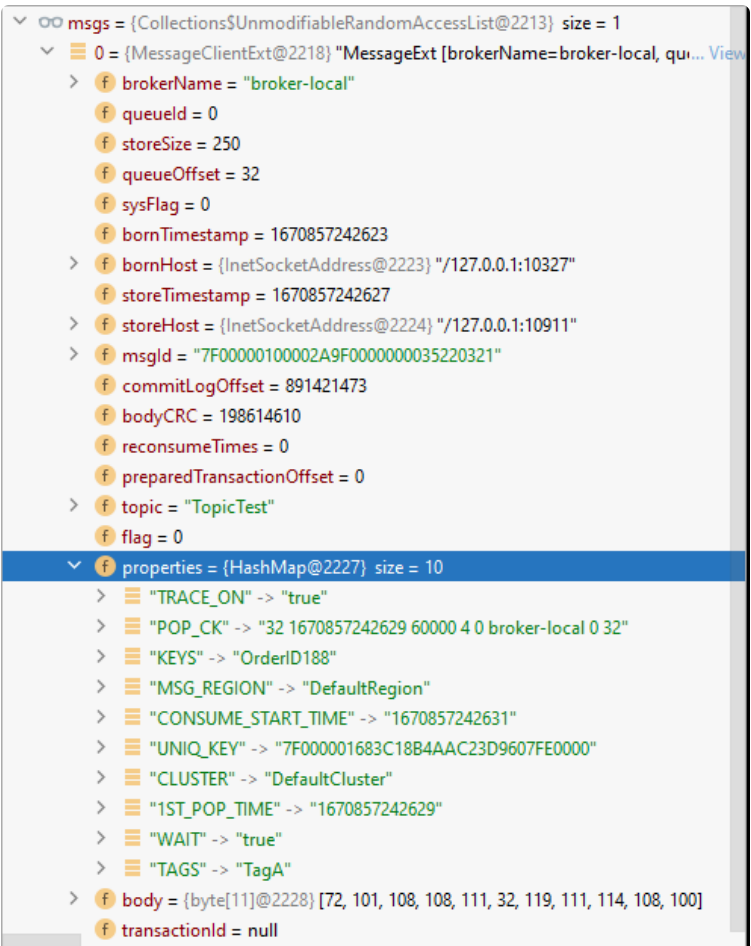 msgs = {Collections$UnmodifiableRandomAccessList@2213} size = 1
0 = {MessageClientExt@2218} "MessageExt [brokerName=broker-local, qu... View
f brokerName = "broker-local"
f queueId = 0
f storeSize = 250
f queueOffset = 32
f sysFlag = 0
f bornTimestamp = 1670857242623
f bornHost = {InetSocketAddress@2223} "/127.0.0.1:10327"
f storeTimestamp = 1670857242627
f storeHost = {InetSocketAddress@2224} "/127.0.0.1:10911"
f msgId = "7F00000100002A9F0000000035220321"
f commitLogOffset = 891421473
f bodyCRC = 198614610
f reconsumeTimes = 0
f preparedTransactionOffset = 0
f topic = "TopicTest"
f flag = 0
f properties = {HashMap@2227} size = 10
"TRACE_ON" -> "true"
"POP_CK" -> "32 1670857242629 60000 4 0 broker-local 0 32"
"KEYS" -> "OrderID188"
"MSG_REGION" -> "DefaultRegion"
"CONSUME_START_TIME" -> "1670857242631"
"UNIQ_KEY" -> "7F000001683C18B4AAC23D9607FE0000"
"CLUSTER" -> "DefaultCluster"
"1ST_POP_TIME" -> "1670857242629"
"WAIT" -> "true"
"TAGS" -> "TagA"
f body = {byte[11]@2228} [72, 101, 108, 108, 111, 32, 119, 111, 114, 108, 100]
f transactionId = null